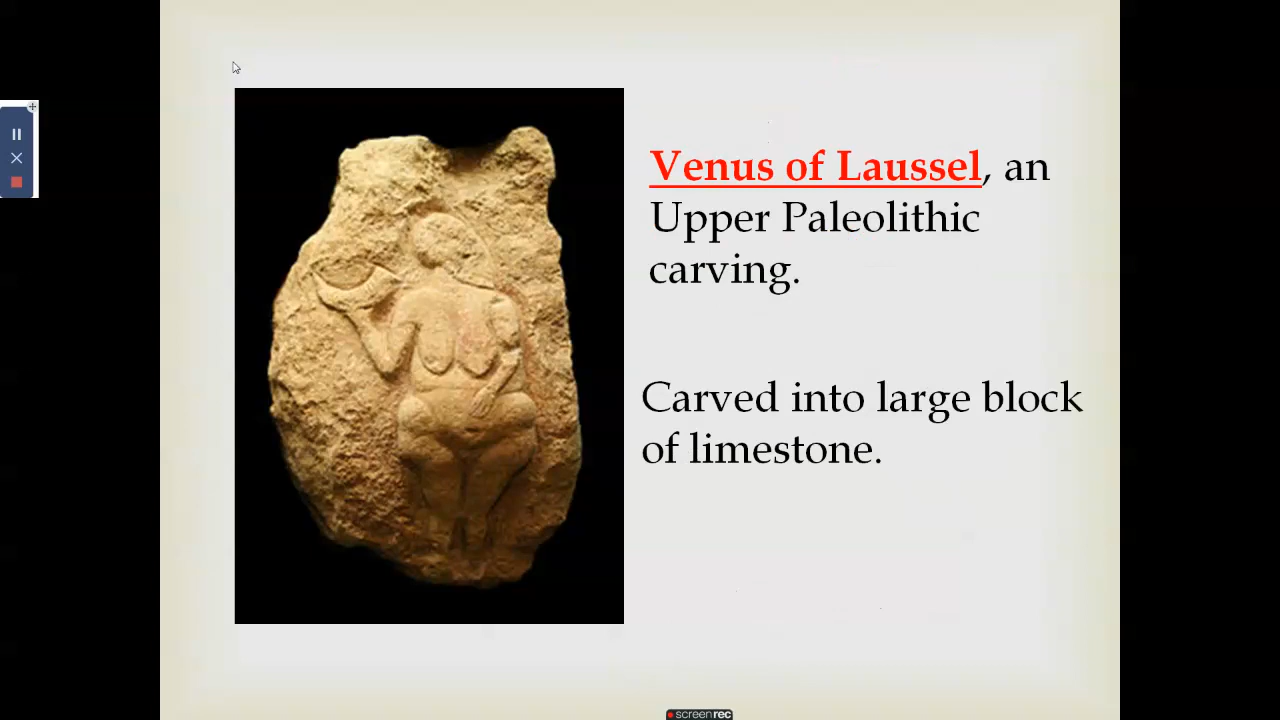 Venus of Laussel, an
Upper Paleolithic
carving.
Carved into large block
of limestone.
screenrec